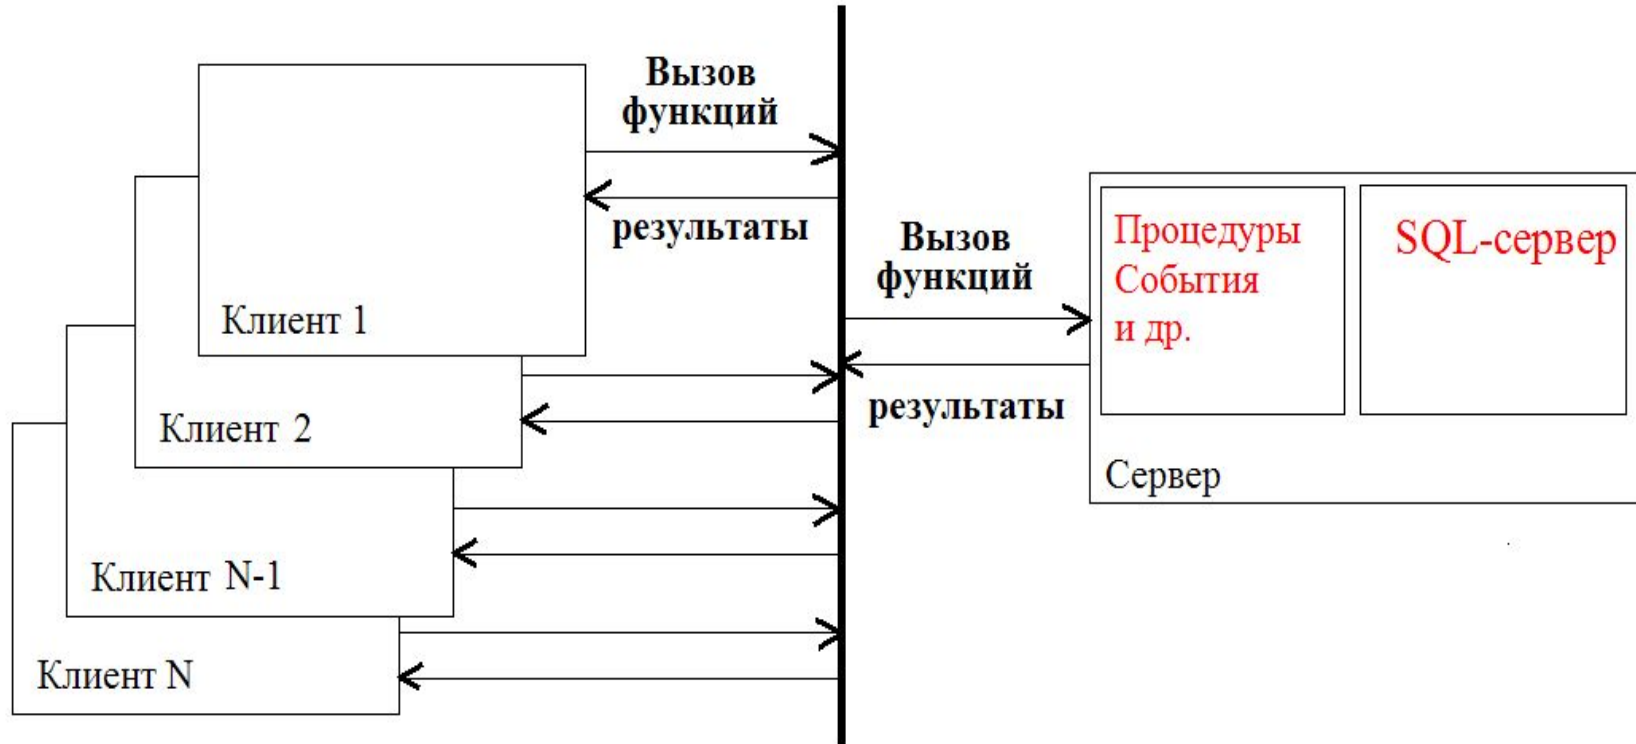 Вызов
функций
результаты
Клиент 1
Клиент 2
Клиент N-1
Клиент N
Вызов
функций
результаты
Процедуры
События
и др.
SQL-сервер
Сервер